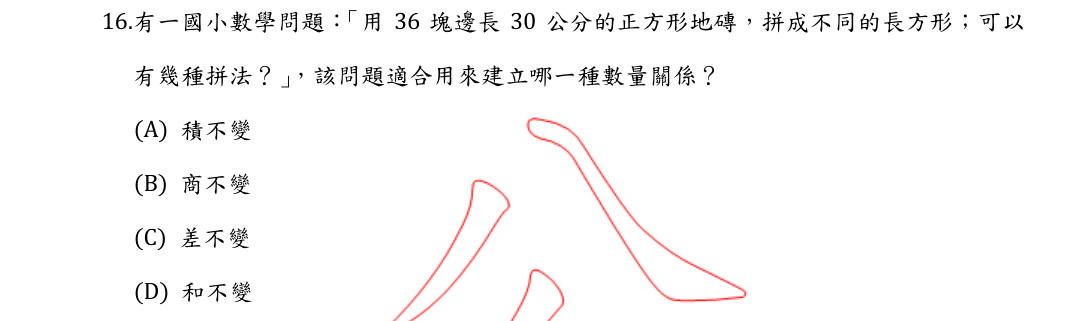 16.有一國小數學問題：「用 36 塊邊長 30 公分的正方形地磚，拼成不同的長方形；可以
有幾種拼法？」，該問題適合用來建立哪一種數量關係？
(A) 積不變
(B) 商不變
(C) 差不變
(D) 和不變